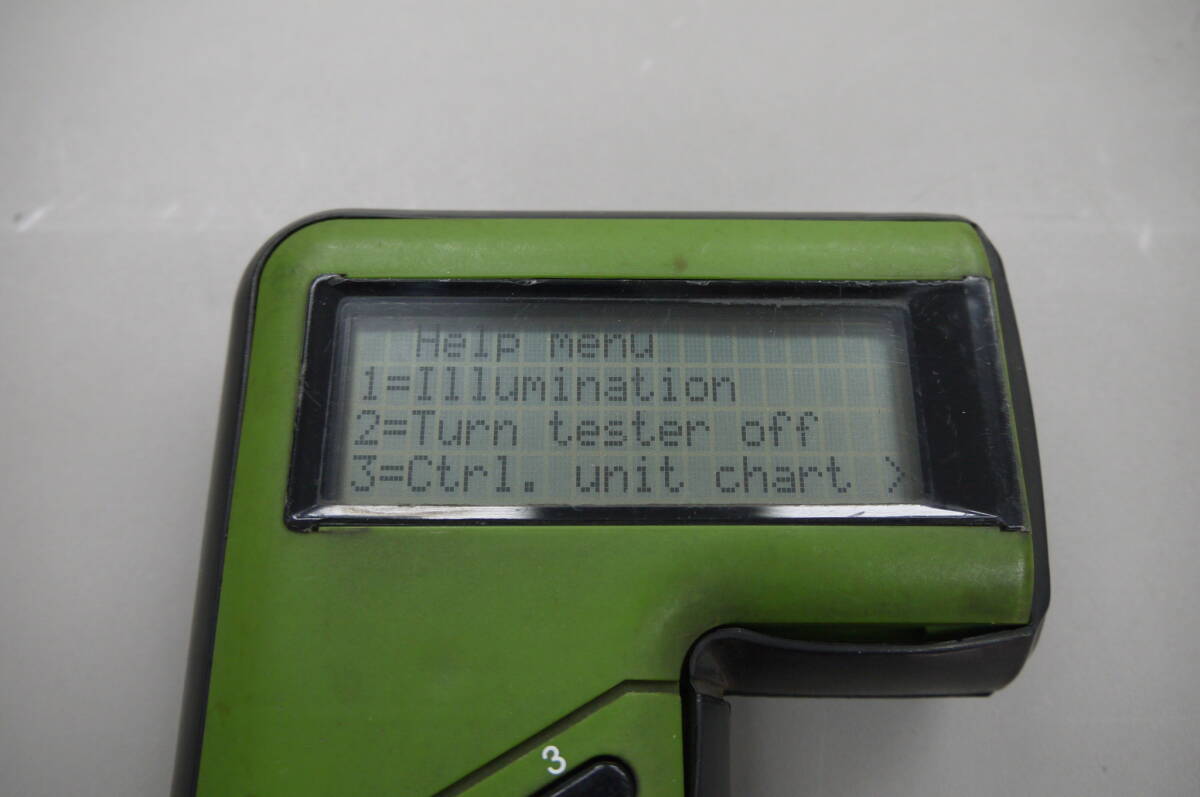 Help menu
1=Illumination
2=Turn tester off
3=Ctrl. unit chart >
3